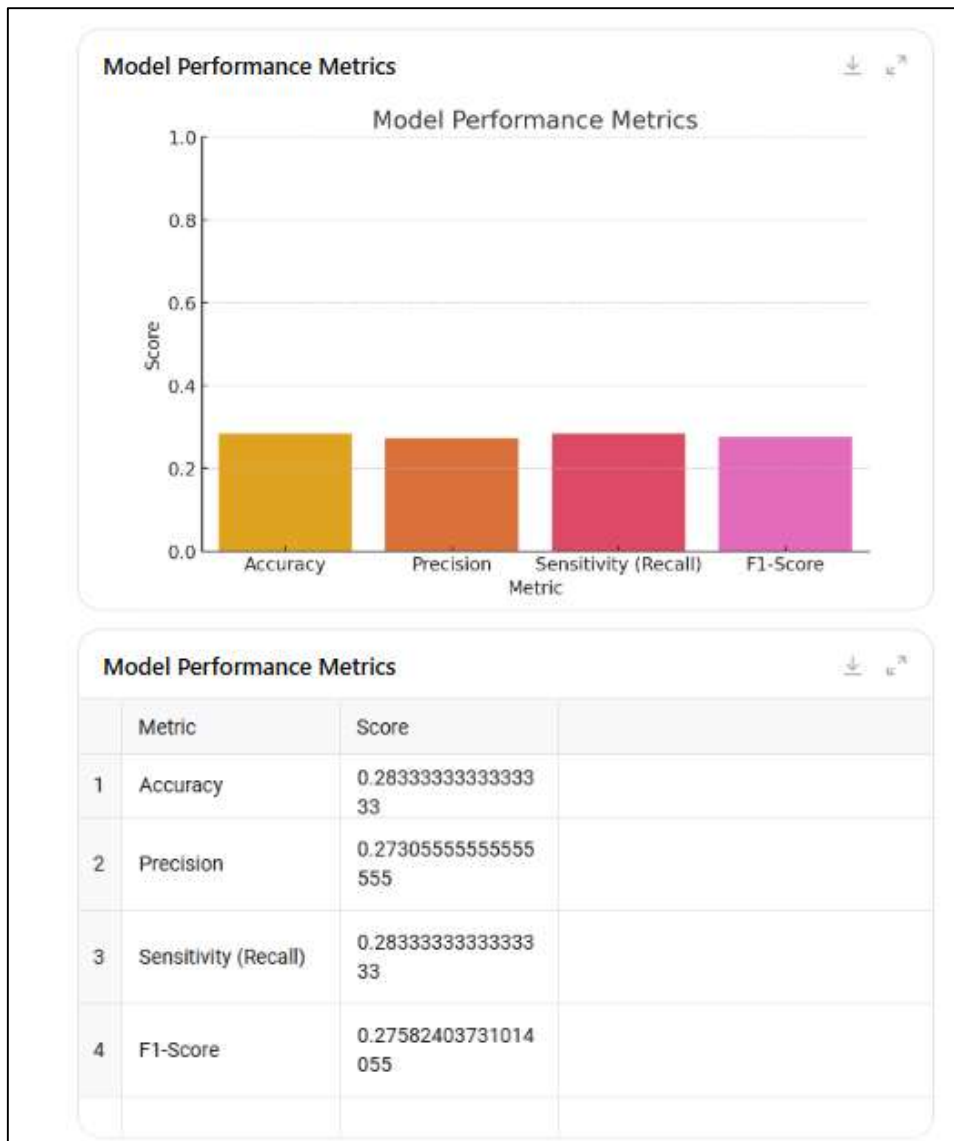 Model Performance Metrics
Model Performance Metrics
1.0
0.8
0.6
0.4
0.2
0.0
Score
Accuracy Precision Sensitivity (Recall) F1-Score
Metric
Model Performance Metrics
Metric Score
1 Accuracy 0.28333333333333
33
2 Precision 0.27305555555555
555
3 Sensitivity (Recall) 0.28333333333333
33
4 F1-Score 0.27582403731014
055